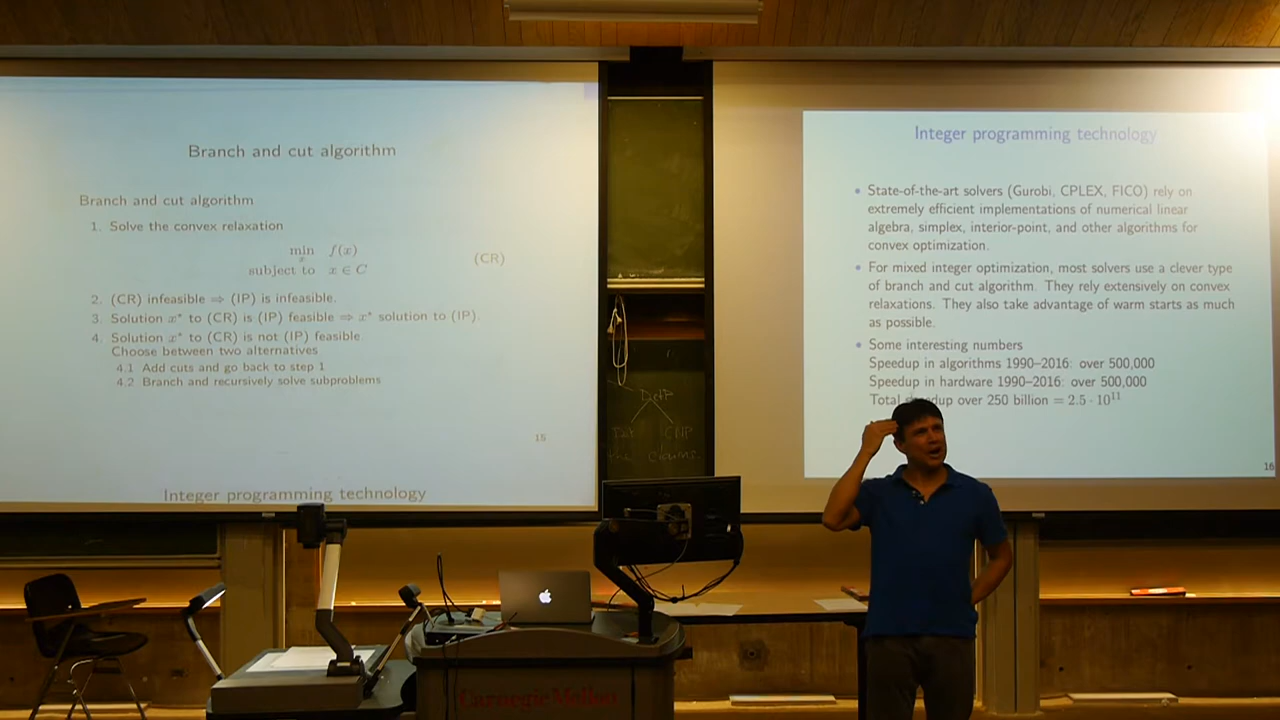 Branch and cut algorithm
Branch and cut algorithm
1. Solve the convex relaxation
min f(x)
x
subject to x ∈ C
(CR)
2. (CR) infeasible ⇒ (IP) is infeasible.
3. Solution x* to (CR) is (IP) feasible ⇒ x* solution to (IP).
4. Solution x* to (CR) is not (IP) feasible.
Choose between two alternatives
4.1 Add cuts and go back to step 1
4.2 Branch and recursively solve subproblems
15
Integer programming technology
Integer programming technology
• State-of-the-art solvers (Gurobi, CPLEX, FICO) rely on
extremely efficient implementations of numerical linear
algebra, simplex, interior-point, and other algorithms for
convex optimization.
• For mixed integer optimization, most solvers use a clever type
of branch and cut algorithm. They rely extensively on convex
relaxations. They also take advantage of warm starts as much
as possible.
• Some interesting numbers
Speedup in algorithms 1990–2016: over 500,000
Speedup in hardware 1990–2016: over 500,000
Total speedup over 250 billion = 2.5 · 10¹¹
16
the
Carnegie Mellon